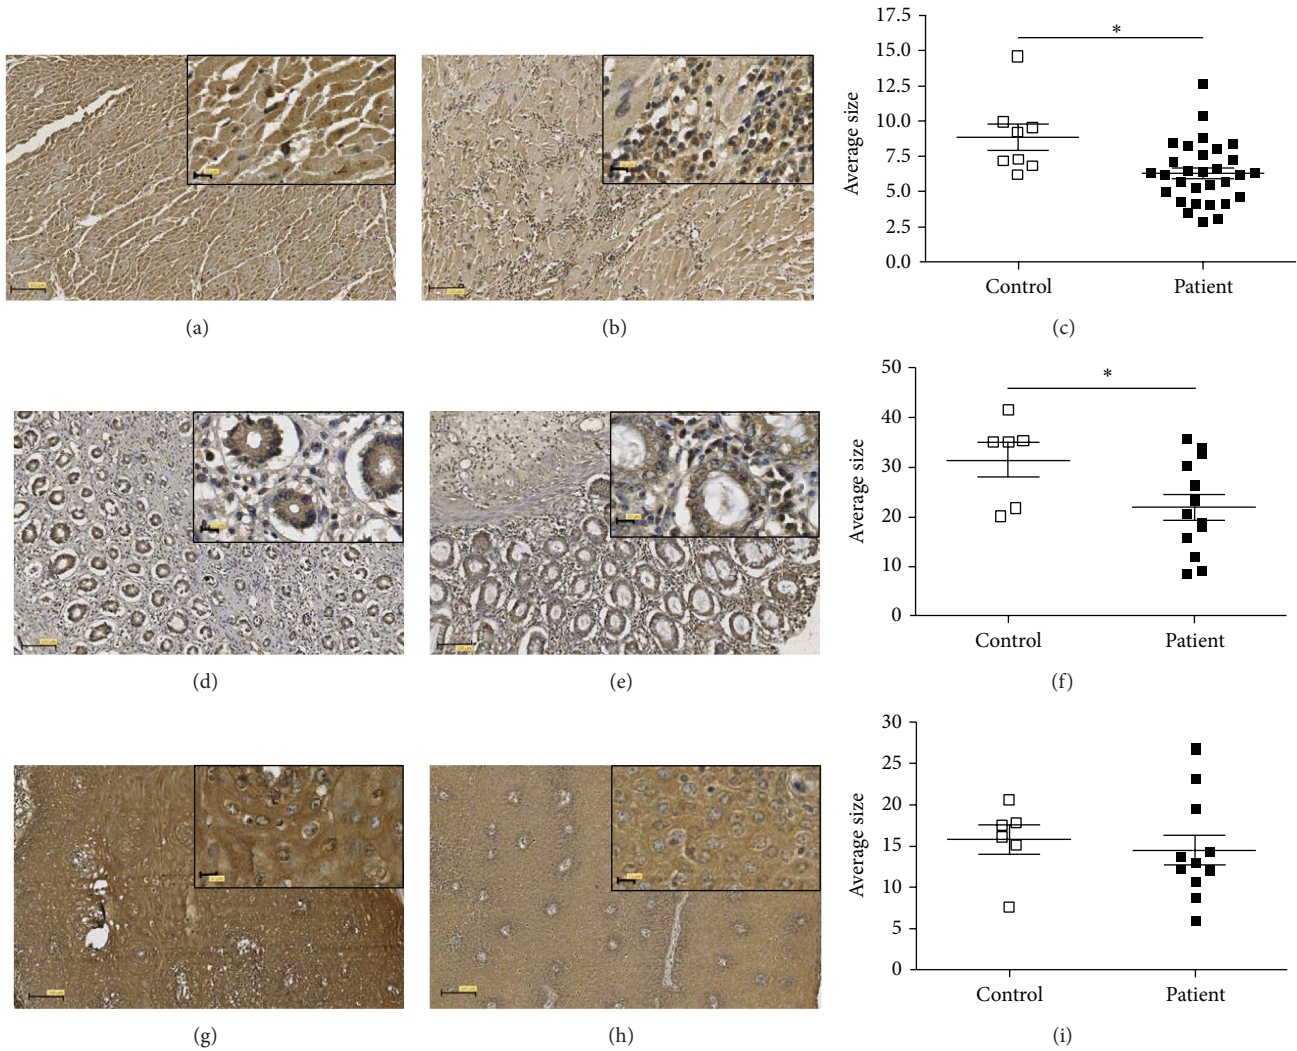 17.5
15.0
12.5
10.0
7.5
5.0
2.5
0.0
Average size
*
Control
Patient
(a)
(b)
(c)
50
40
30
20
10
0
Average size
*
Control
Patient
(d)
(e)
(f)
30
25
20
15
10
5
0
Average size
Control
Patient
(g)
(h)
(i)